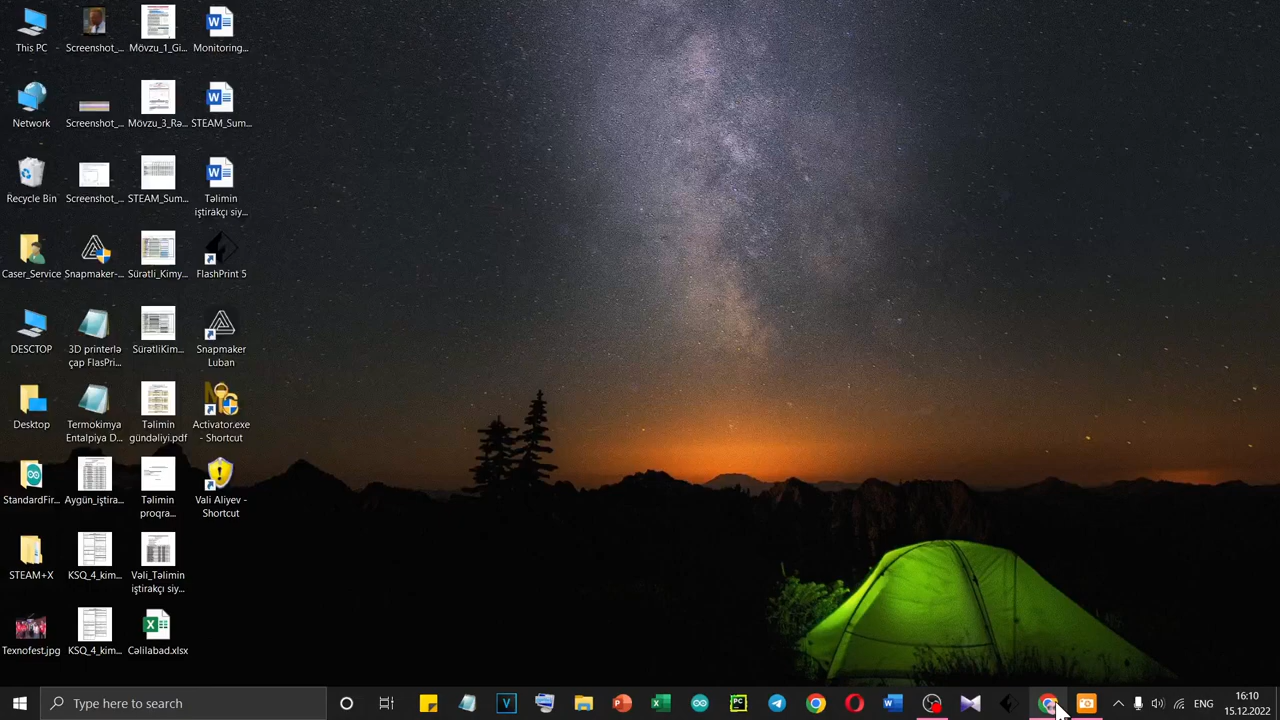 This PC
Screenshot_...
Mövzu_1_Gi...
Monitoring...
Network
Screenshot_...
Mövzu_3_Rə...
STEAM_Sum...
Recycle Bin
Screenshot_...
STEAM_Sum...
Təlimin
iştirakçı siy...
Caser_Service
Snapmaker-...
Sürətli_Kimy...
FlashPrint 5
DESCTOP
3D printerlə
çap FlasPri...
SürətliKim...
Snapmaker
Luban
Desktop
Termokimya
Entalpiya D...
Təlimin
gündəliyi.pdf
Activator.exe
- Shortcut
StandardFir...
Aygün_iştira...
Təlimin
proqra...
Vali Aliyev -
Shortcut
STEAM+X
KSQ_4_kim...
Vəli_Təlimin
iştirakçı siy...
Texnofest.jpg
KSQ_4_kim...
Cəlilabad.xlsx
Type here to search
ENG
16:10
15.12.2022